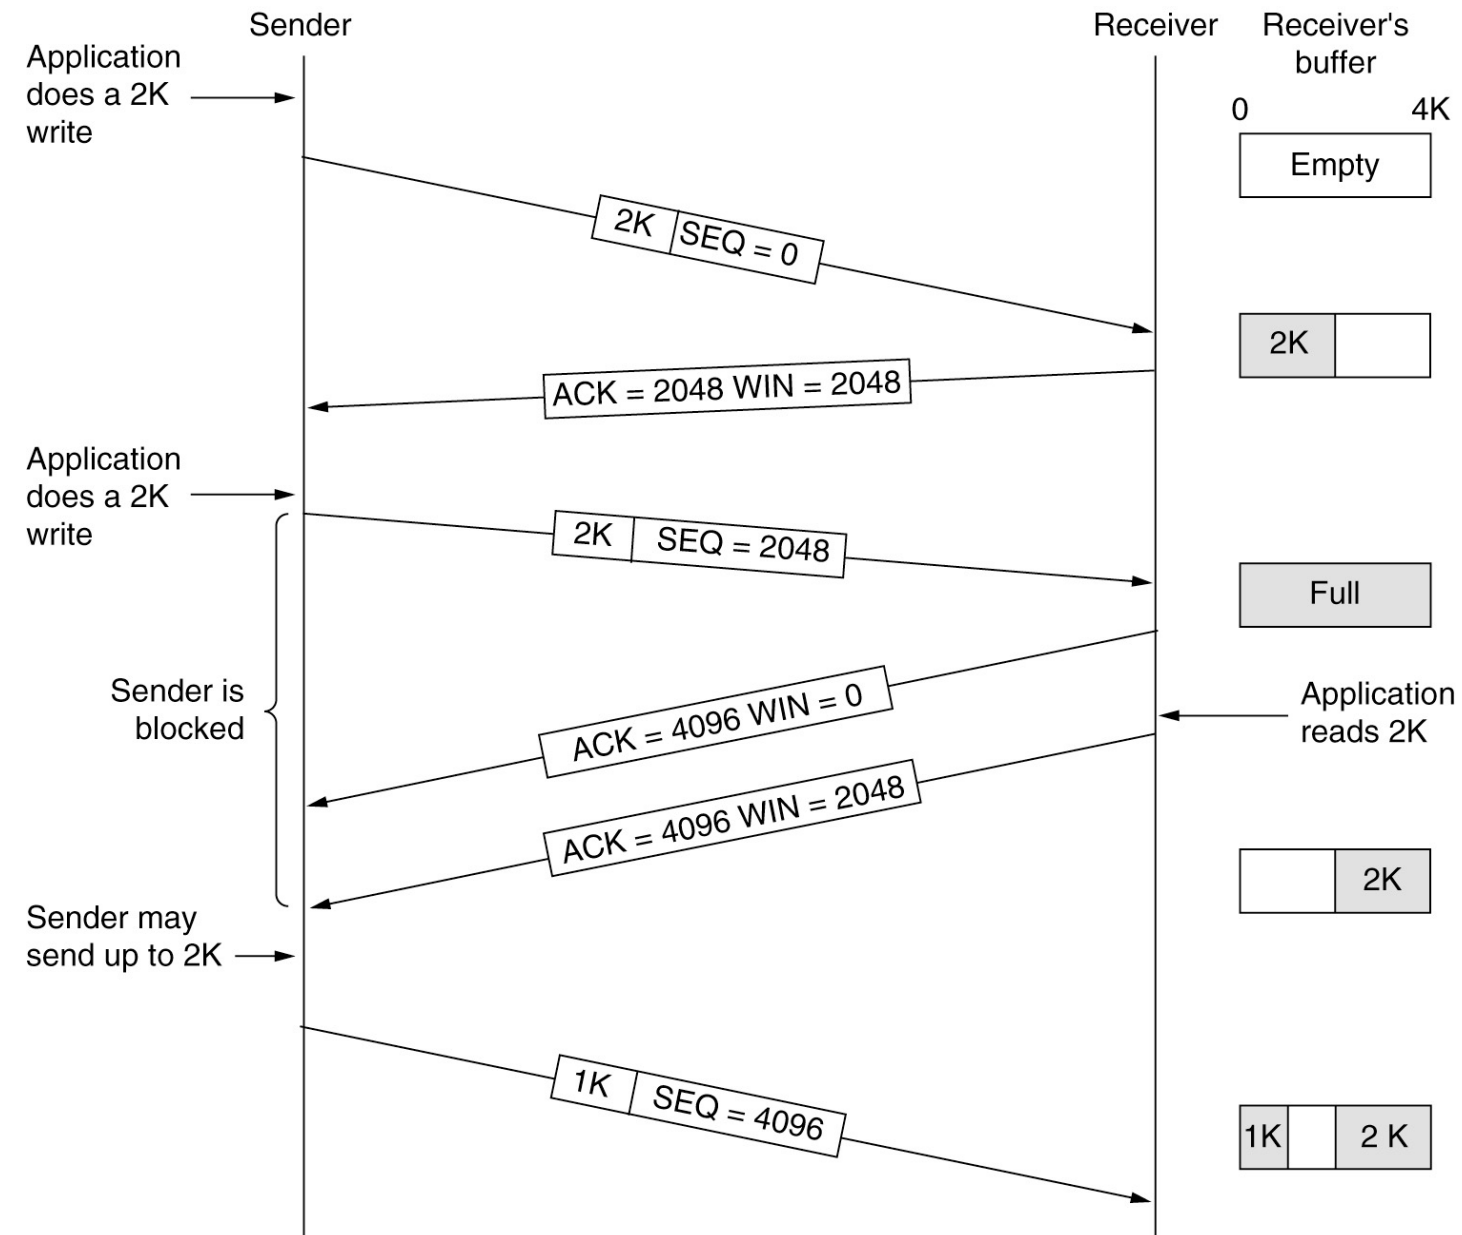 Sender
Receiver
Receiver's
buffer
Application
does a 2K
write
0 4K
Empty
2K SEQ = 0
2K
ACK = 2048 WIN = 2048
Application
does a 2K
write
2K SEQ = 2048
Full
Sender is
blocked
ACK = 4096 WIN = 0
Application
reads 2K
ACK = 4096 WIN = 2048
2K
Sender may
send up to 2K
1K SEQ = 4096
1K 2 K